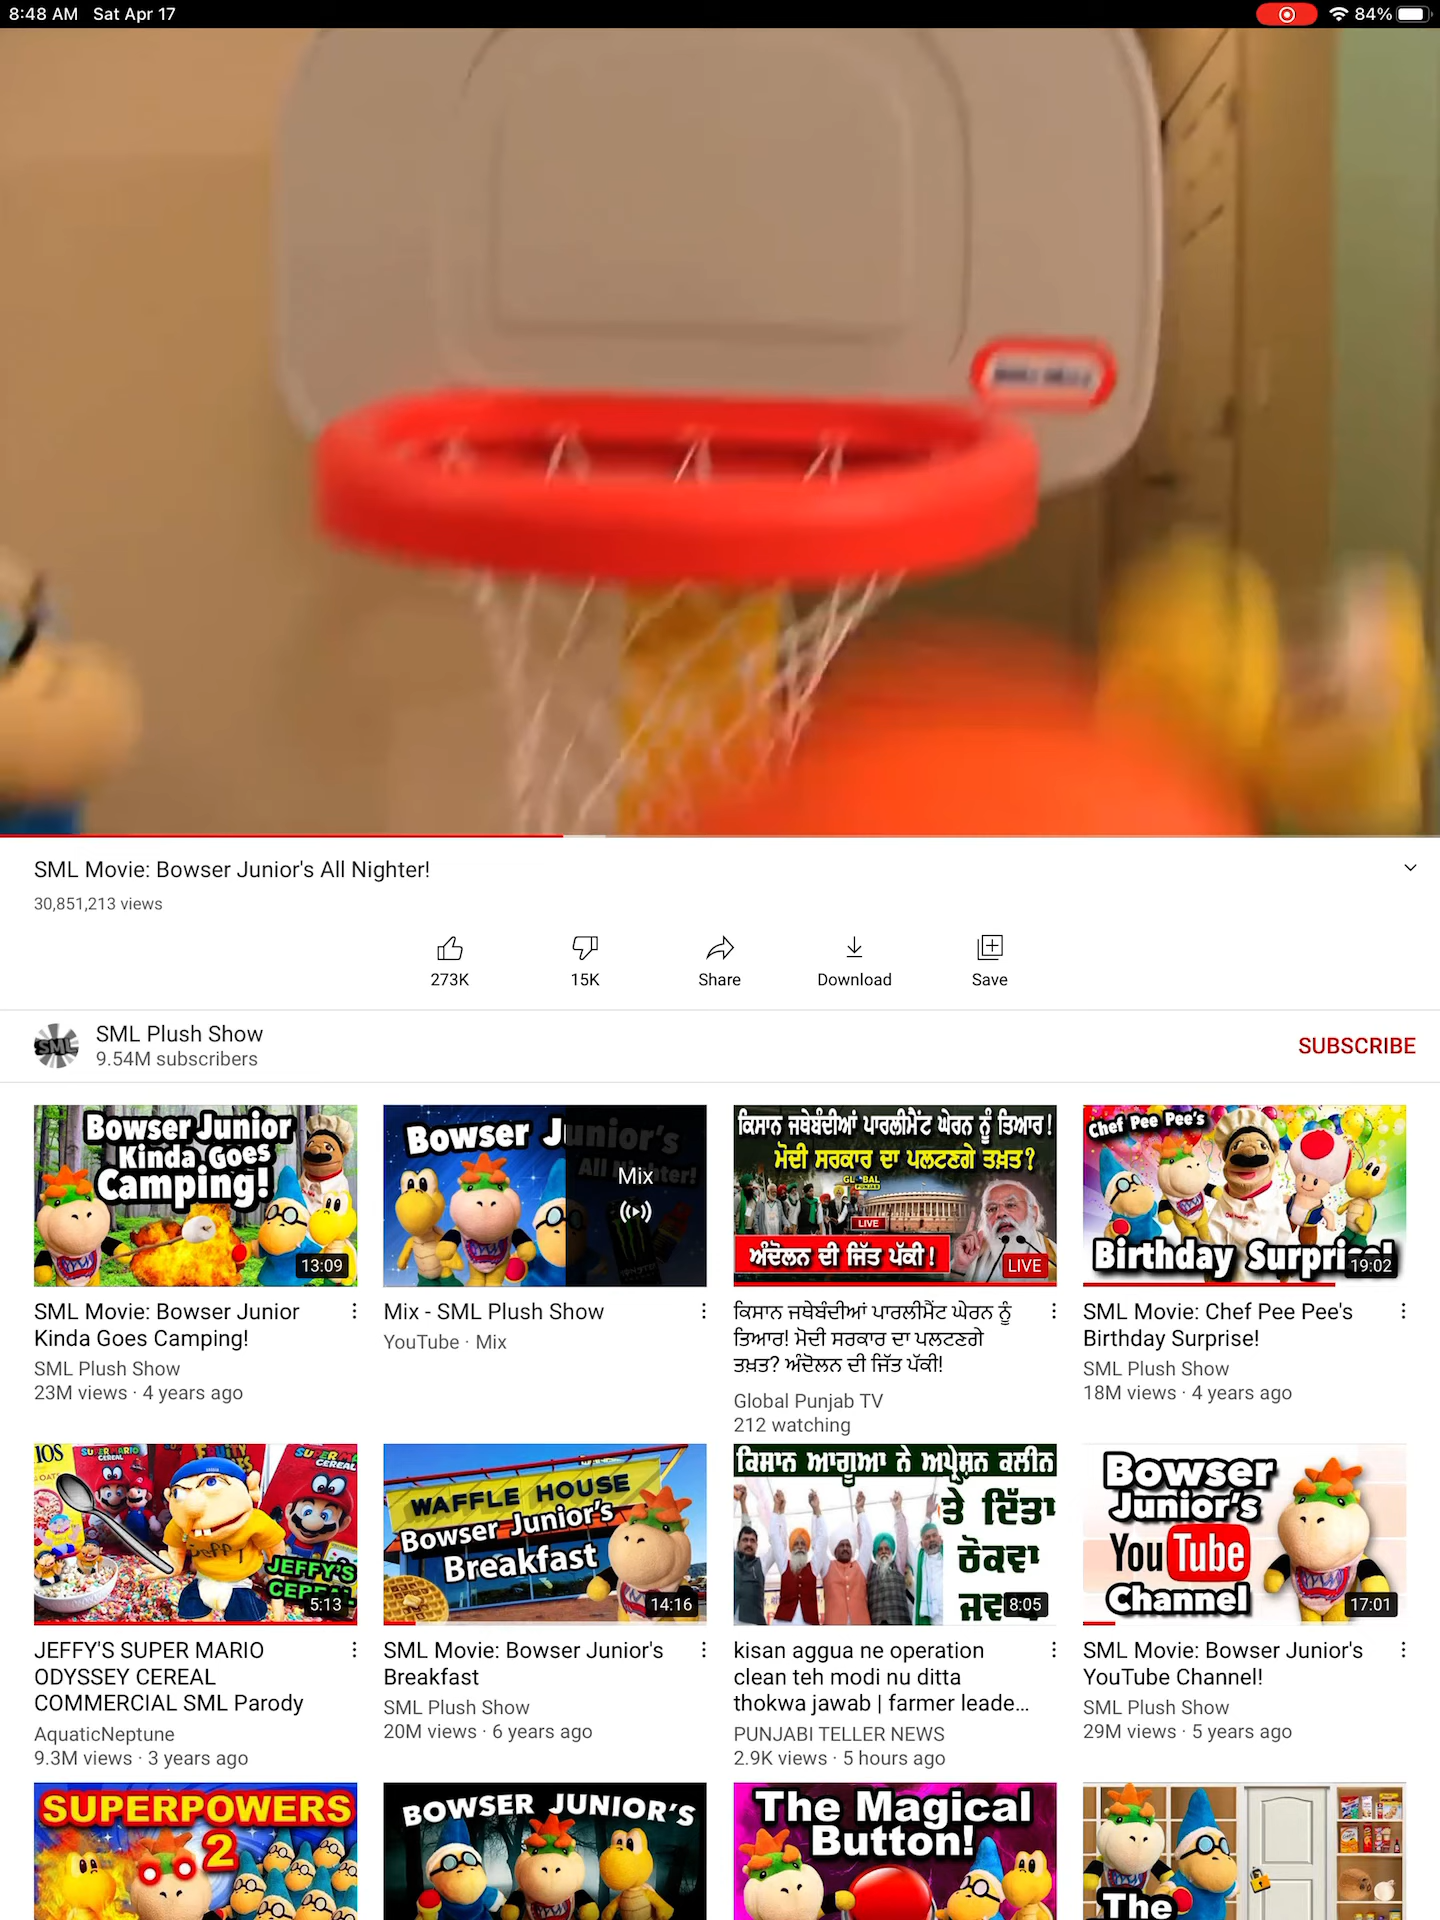 8:48 AM Sat Apr 17
84%
SML Movie: Bowser Junior's All Nighter!
30,851,213 views
273K
15K
Share
Download
Save
SML
SML Plush Show
9.54M subscribers
SUBSCRIBE
Bowser Junior
Kinda Goes
Camping!
13:09
SML Movie: Bowser Junior
Kinda Goes Camping!
SML Plush Show
23M views · 4 years ago
Bowser Junior's
All Nighter!
Mix
Mix - SML Plush Show
YouTube · Mix
ਕਿਸਾਨ ਜਥੇਬੰਦੀਆਂ ਪਾਰਲੀਮੈਂਟ ਘੇਰਨ ਨੂੰ ਤਿਆਰ!
ਮੋਦੀ ਸਰਕਾਰ ਦਾ ਪਲਟਣਗੇ ਤਖ਼ਤ?
GLOBAL
PUNJAB
LIVE
ਅੰਦੋਲਨ ਦੀ ਜਿੱਤ ਪੱਕੀ!
LIVE
ਕਿਸਾਨ ਜਥੇਬੰਦੀਆਂ ਪਾਰਲੀਮੈਂਟ ਘੇਰਨ ਨੂੰ
ਤਿਆਰ! ਮੋਦੀ ਸਰਕਾਰ ਦਾ ਪਲਟਣਗੇ
ਤਖ਼ਤ? ਅੰਦੋਲਨ ਦੀ ਜਿੱਤ ਪੱਕੀ!
Global Punjab TV
212 watching
Chef Pee Pee's
Birthday Surprise!
19:02
SML Movie: Chef Pee Pee's
Birthday Surprise!
SML Plush Show
18M views · 4 years ago
SUPER MARIO
CEREAL
Jeff!
JEFFY'S
CEREAL
5:13
JEFFY'S SUPER MARIO
ODYSSEY CEREAL
COMMERCIAL SML Parody
AquaticNeptune
9.3M views · 3 years ago
WAFFLE HOUSE
Bowser Junior's
Breakfast
14:16
SML Movie: Bowser Junior's
Breakfast
SML Plush Show
20M views · 6 years ago
ਕਿਸਾਨ ਆਗੂਆ ਨੇ ਅਪ੍ਰੇਸ਼ਨ ਕਲੀਨ
ਤੇ ਦਿੱਤਾ
ਠੋਕਵਾ
8:05
kisan aggua ne operation
clean teh modi nu ditta
thokwa jawab | farmer leade...
PUNJABI TELLER NEWS
2.9K views · 5 hours ago
Bowser
Junior's
YouTube
Channel
17:01
SML Movie: Bowser Junior's
YouTube Channel!
SML Plush Show
29M views · 5 years ago
SUPERPOWERS
2
BOWSER JUNIOR'S
The Magical
Button!
The